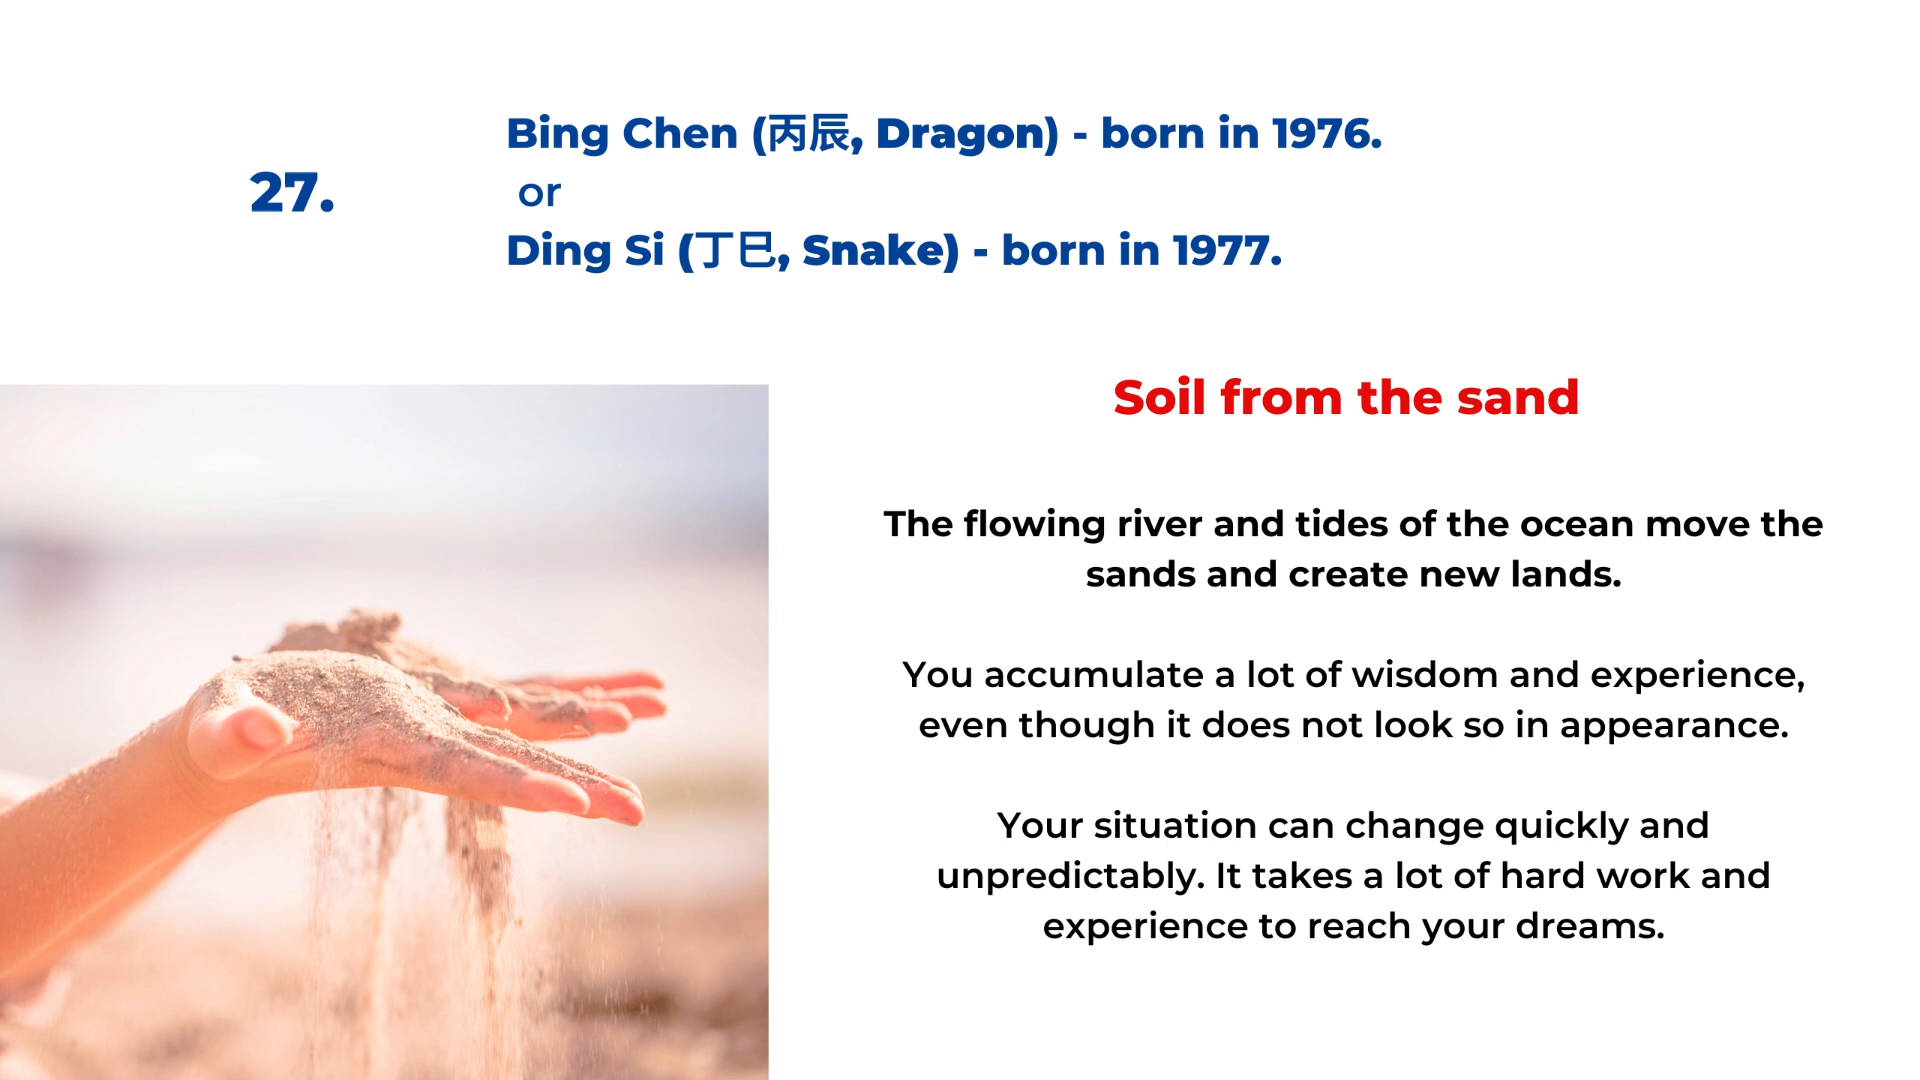 27.
Bing Chen (丙辰, Dragon) - born in 1976.
or
Ding Si (丁巳, Snake) - born in 1977.
Soil from the sand
The flowing river and tides of the ocean move the
sands and create new lands.
You accumulate a lot of wisdom and experience,
even though it does not look so in appearance.
Your situation can change quickly and
unpredictably. It takes a lot of hard work and
experience to reach your dreams.